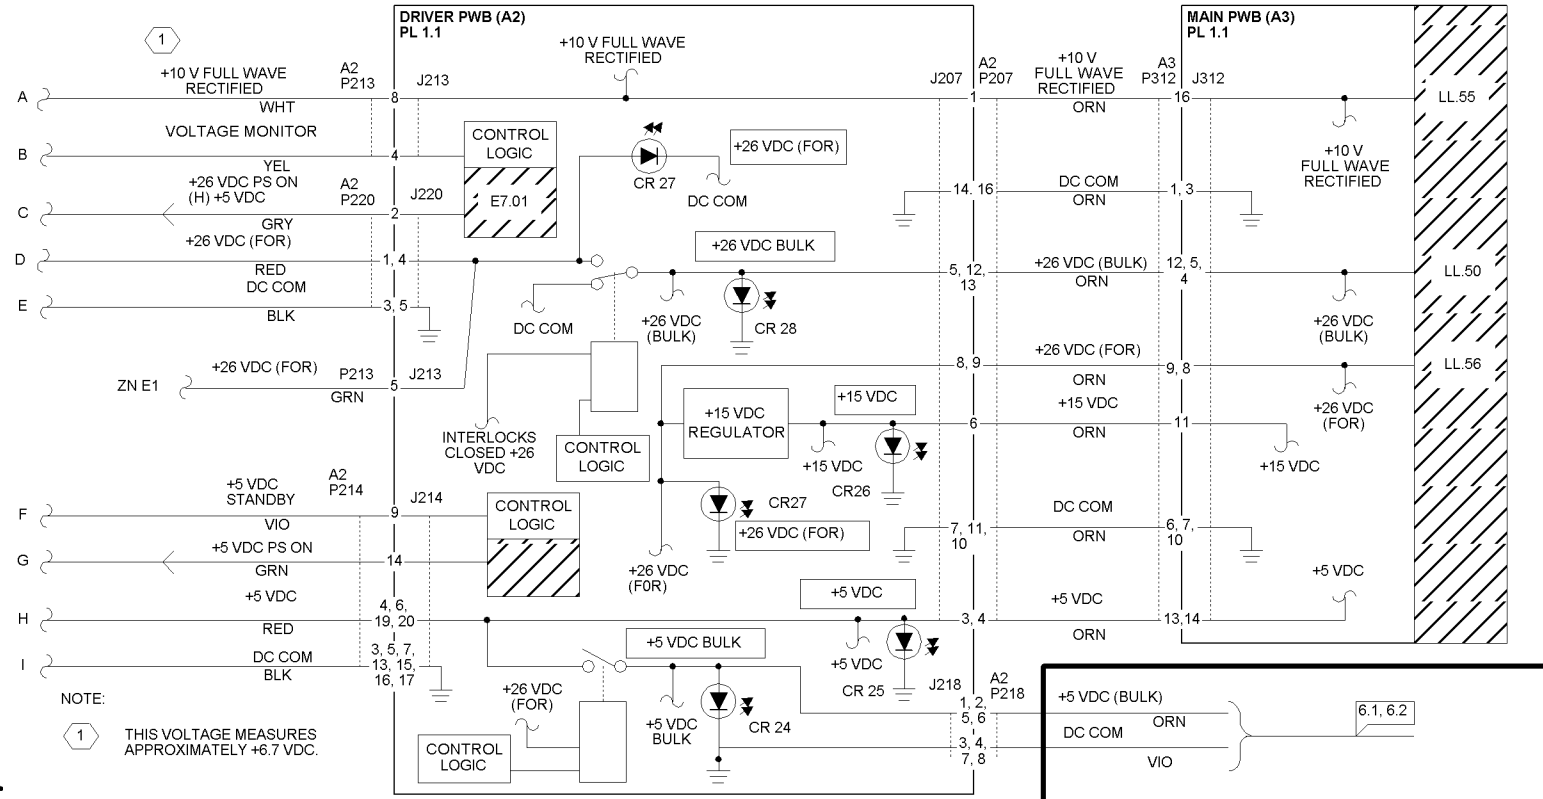 DRIVER PWB (A2)
PL 1.1
MAIN PWB (A3)
PL 1.1
1
+10 V FULL WAVE
RECTIFIED
WHT
A2
P213
J213
8
+10 V FULL WAVE
RECTIFIED
J207
A2
P207
1
+10 V
FULL WAVE
RECTIFIED
ORN
A3
P312
J312
16
LL.55
A
VOLTAGE MONITOR
B
YEL
4
CONTROL
LOGIC
E7.01
CR 27
+26 VDC (FOR)
DC COM
+10 V
FULL WAVE
RECTIFIED
+26 VDC PS ON
(H) +5 VDC
C
GRY
A2
P220
J220
2
14, 16
DC COM
ORN
1, 3
+26 VDC (FOR)
D
RED
1, 4
+26 VDC BULK
5, 12,
13
+26 VDC (BULK)
ORN
12, 5,
4
LL.50
DC COM
E
BLK
3, 5
DC COM
+26 VDC
(BULK)
CR 28
+26 VDC
(BULK)
ZN E1
+26 VDC (FOR)
GRN
P213
J213
5
8, 9
+26 VDC (FOR)
ORN
9, 8
LL.56
+15 VDC
REGULATOR
+15 VDC
6
+15 VDC
ORN
11
+26 VDC
(FOR)
INTERLOCKS
CLOSED +26
VDC
CONTROL
LOGIC
+15 VDC
CR26
+15 VDC
+5 VDC
STANDBY
F
VIO
A2
P214
J214
9
CONTROL
LOGIC
CR27
+26 VDC (FOR)
7, 11,
10
DC COM
ORN
6, 7,
10
+5 VDC PS ON
G
GRN
14
+26 VDC
(F0R)
+5 VDC
+5 VDC
+5 VDC
H
RED
4, 6,
19, 20
3, 4
+5 VDC
ORN
13,14
DC COM
I
BLK
3, 5, 7,
13, 15,
16, 17
+5 VDC BULK
+5 VDC
CR 25
J218
A2
P218
+26 VDC
(FOR)
+5 VDC
BULK
CR 24
1, 2,
5, 6
+5 VDC (BULK)
ORN
6.1, 6.2
CONTROL
LOGIC
3, 4,
7, 8
DC COM
VIO
NOTE:
1
THIS VOLTAGE MEASURES
APPROXIMATELY +6.7 VDC.